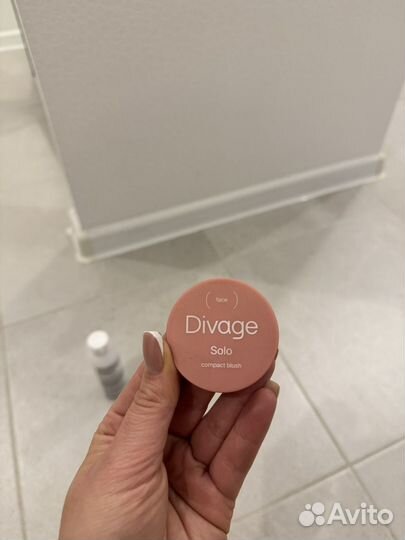 ( face )
Divage
Solo
compact blush
Avito